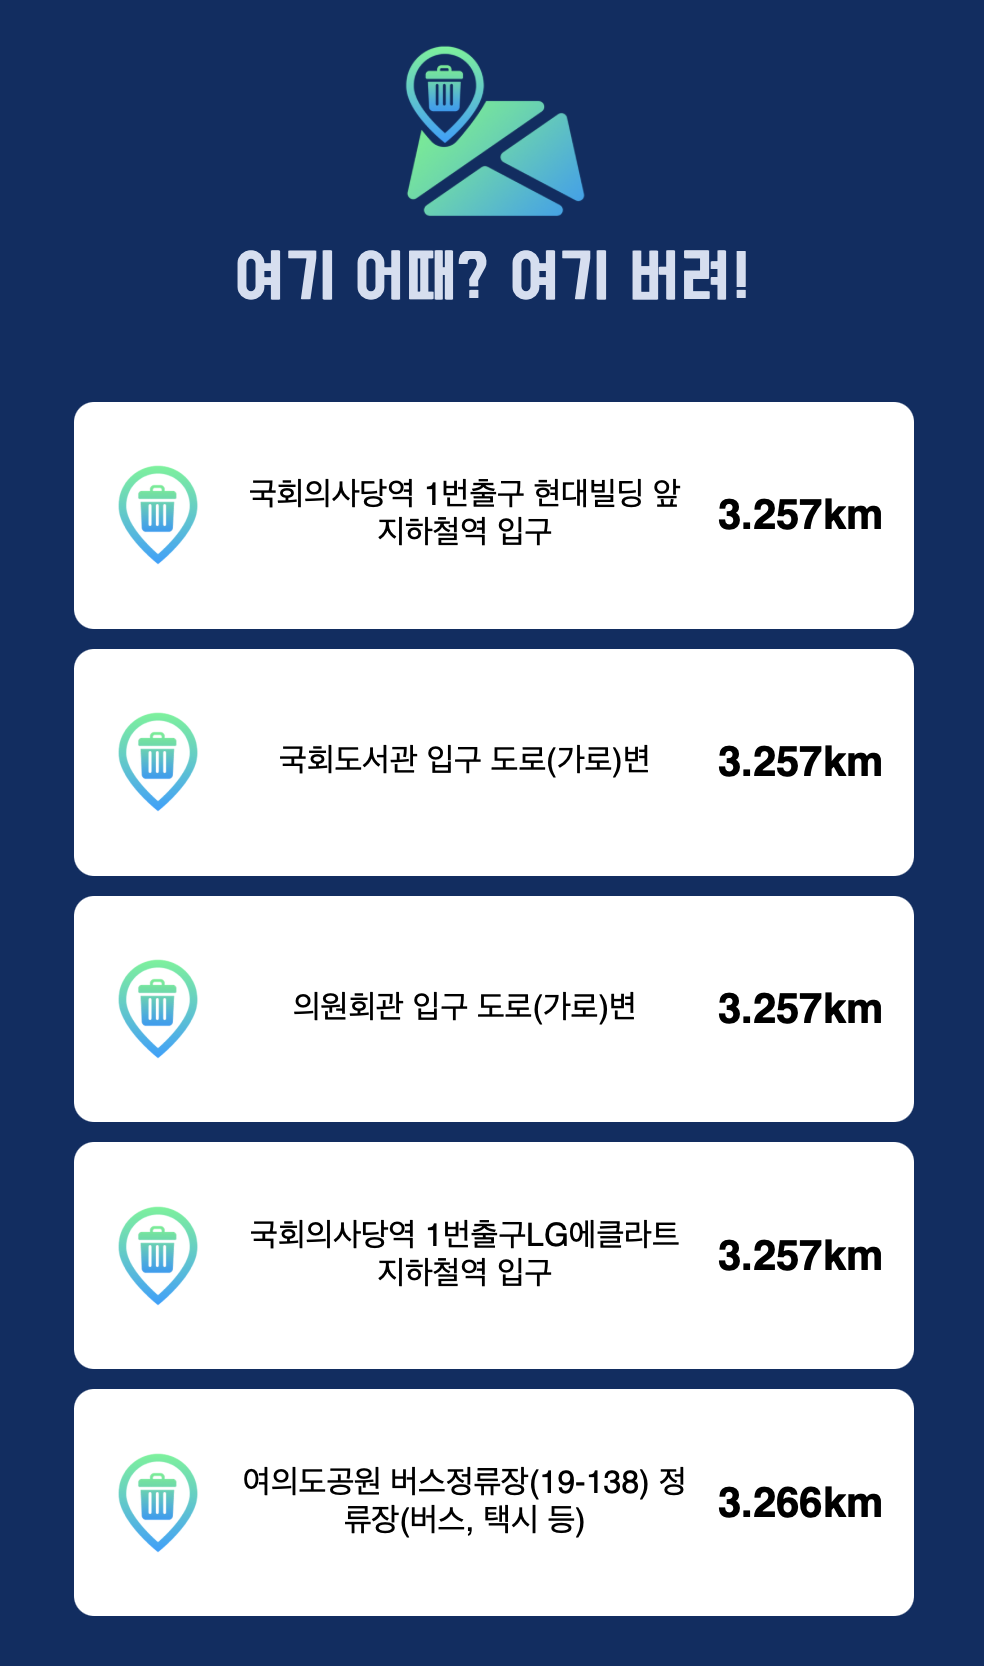 여기 어때? 여기 버려!
국회의사당역 1번출구 현대빌딩 앞
지하철역 입구
3.257km
국회도서관 입구 도로(가로)변
3.257km
의원회관 입구 도로(가로)변
3.257km
국회의사당역 1번출구LG에클라트
지하철역 입구
3.257km
여의도공원 버스정류장(19-138) 정
류장(버스, 택시 등)
3.266km